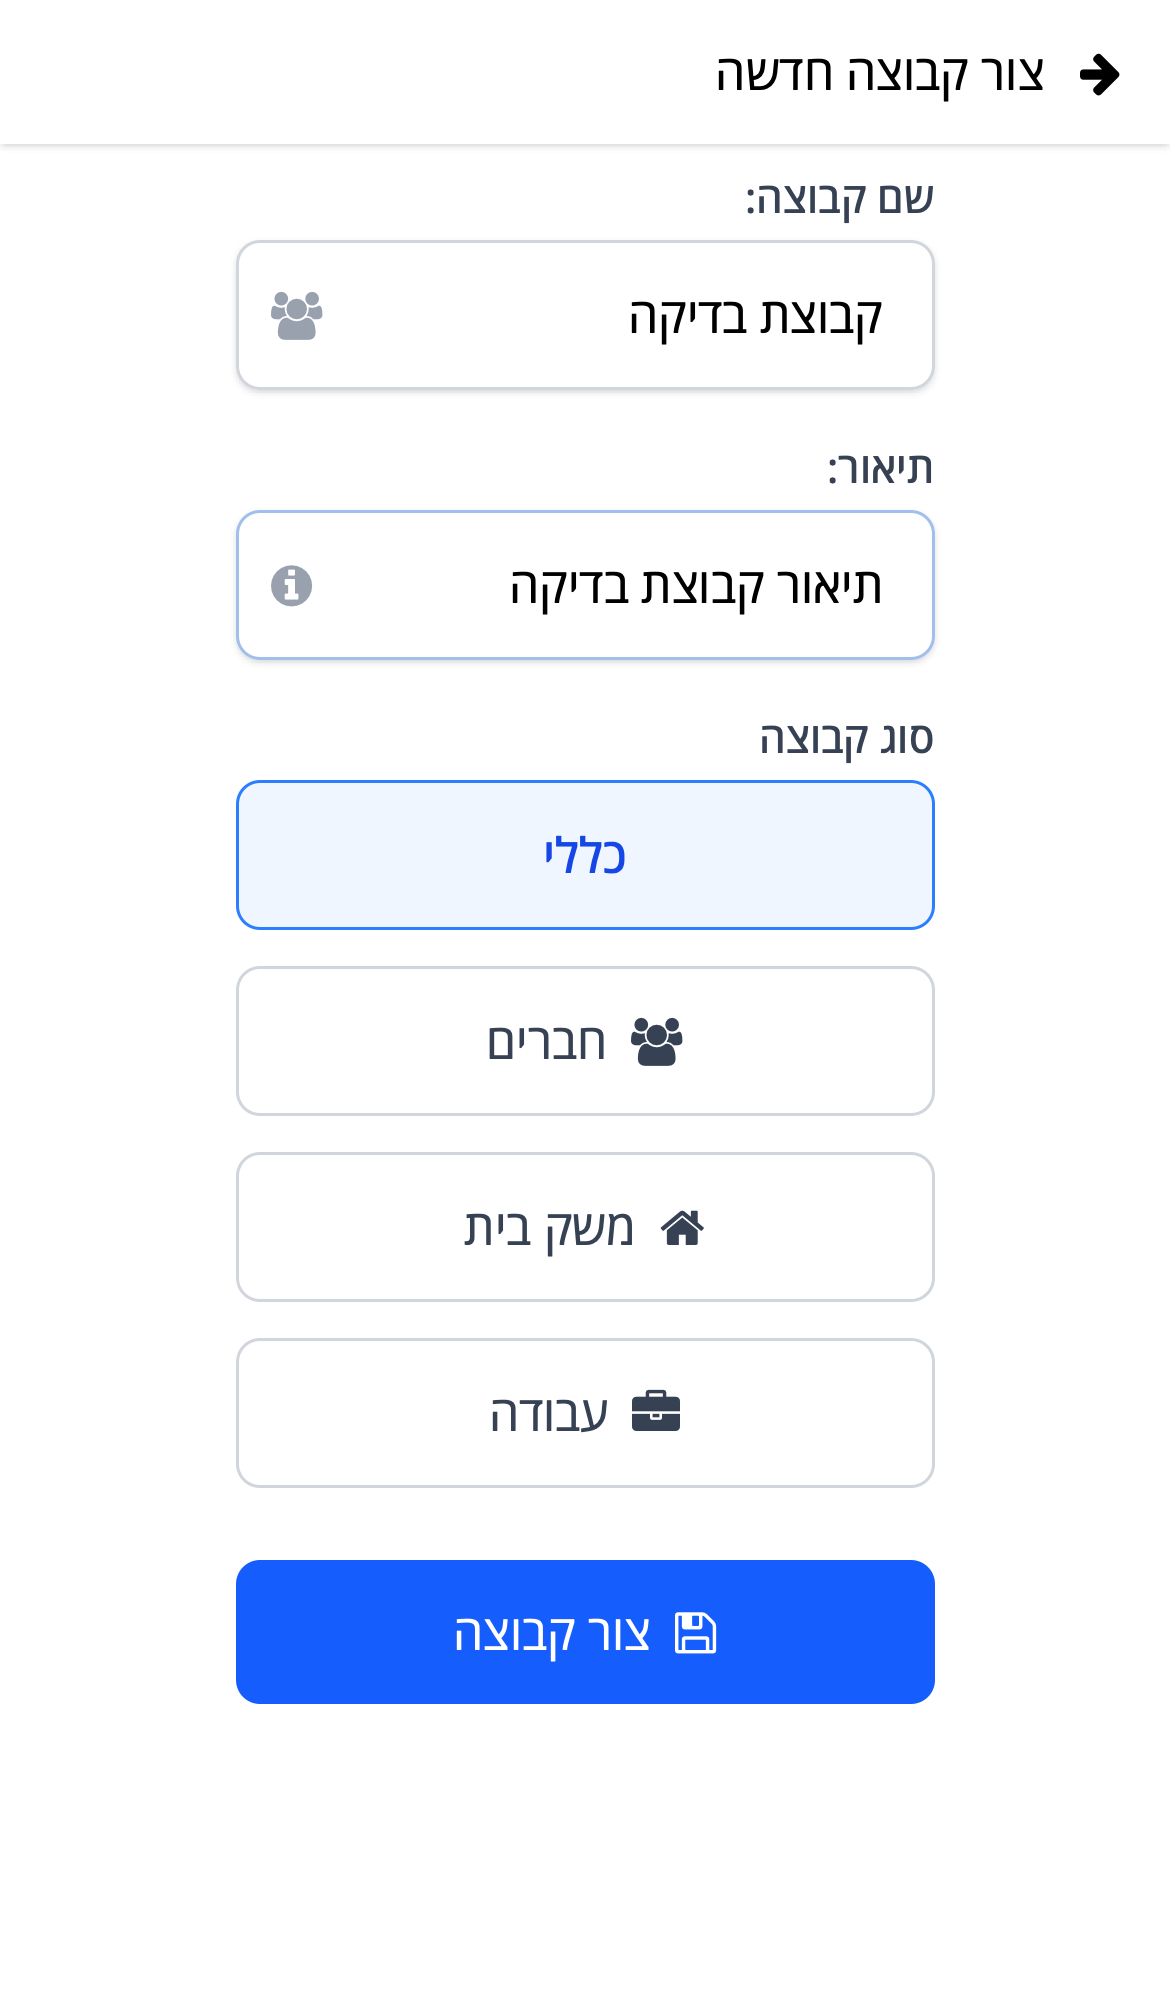 צור קבוצה חדשה
שם קבוצה:
קבוצת בדיקה
תיאור:
תיאור קבוצת בדיקה
סוג קבוצה
כללי
חברים
משק בית
עבודה
צור קבוצה